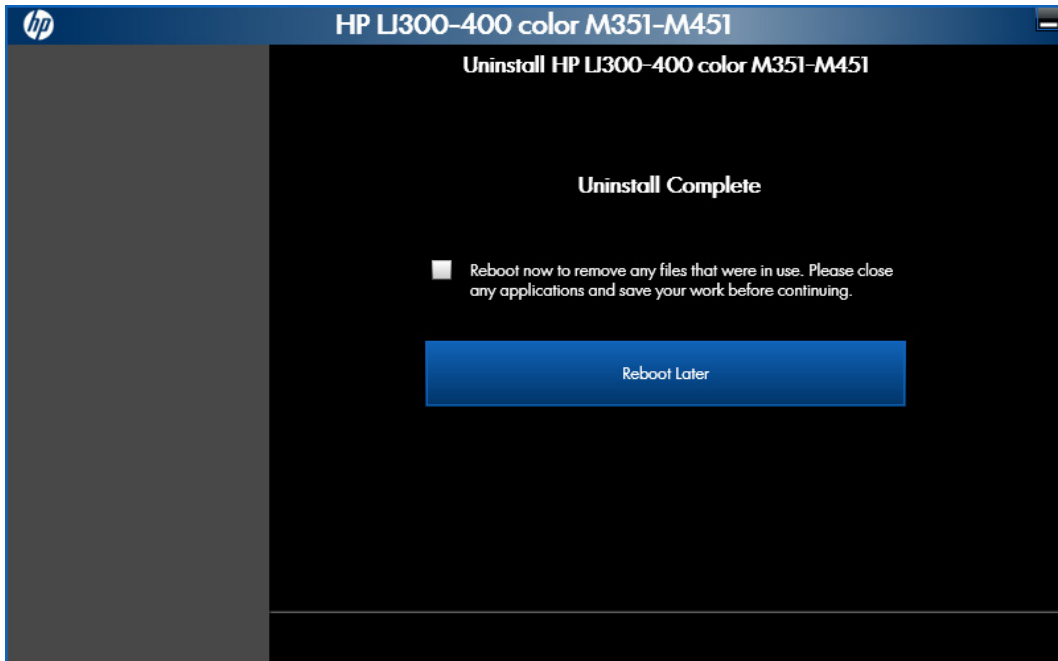 hp
HP LJ300-400 color M351-M451
Uninstall HP LJ300-400 color M351-M451
Uninstall Complete
Reboot now to remove any files that were in use. Please close
any applications and save your work before continuing.
Reboot Later